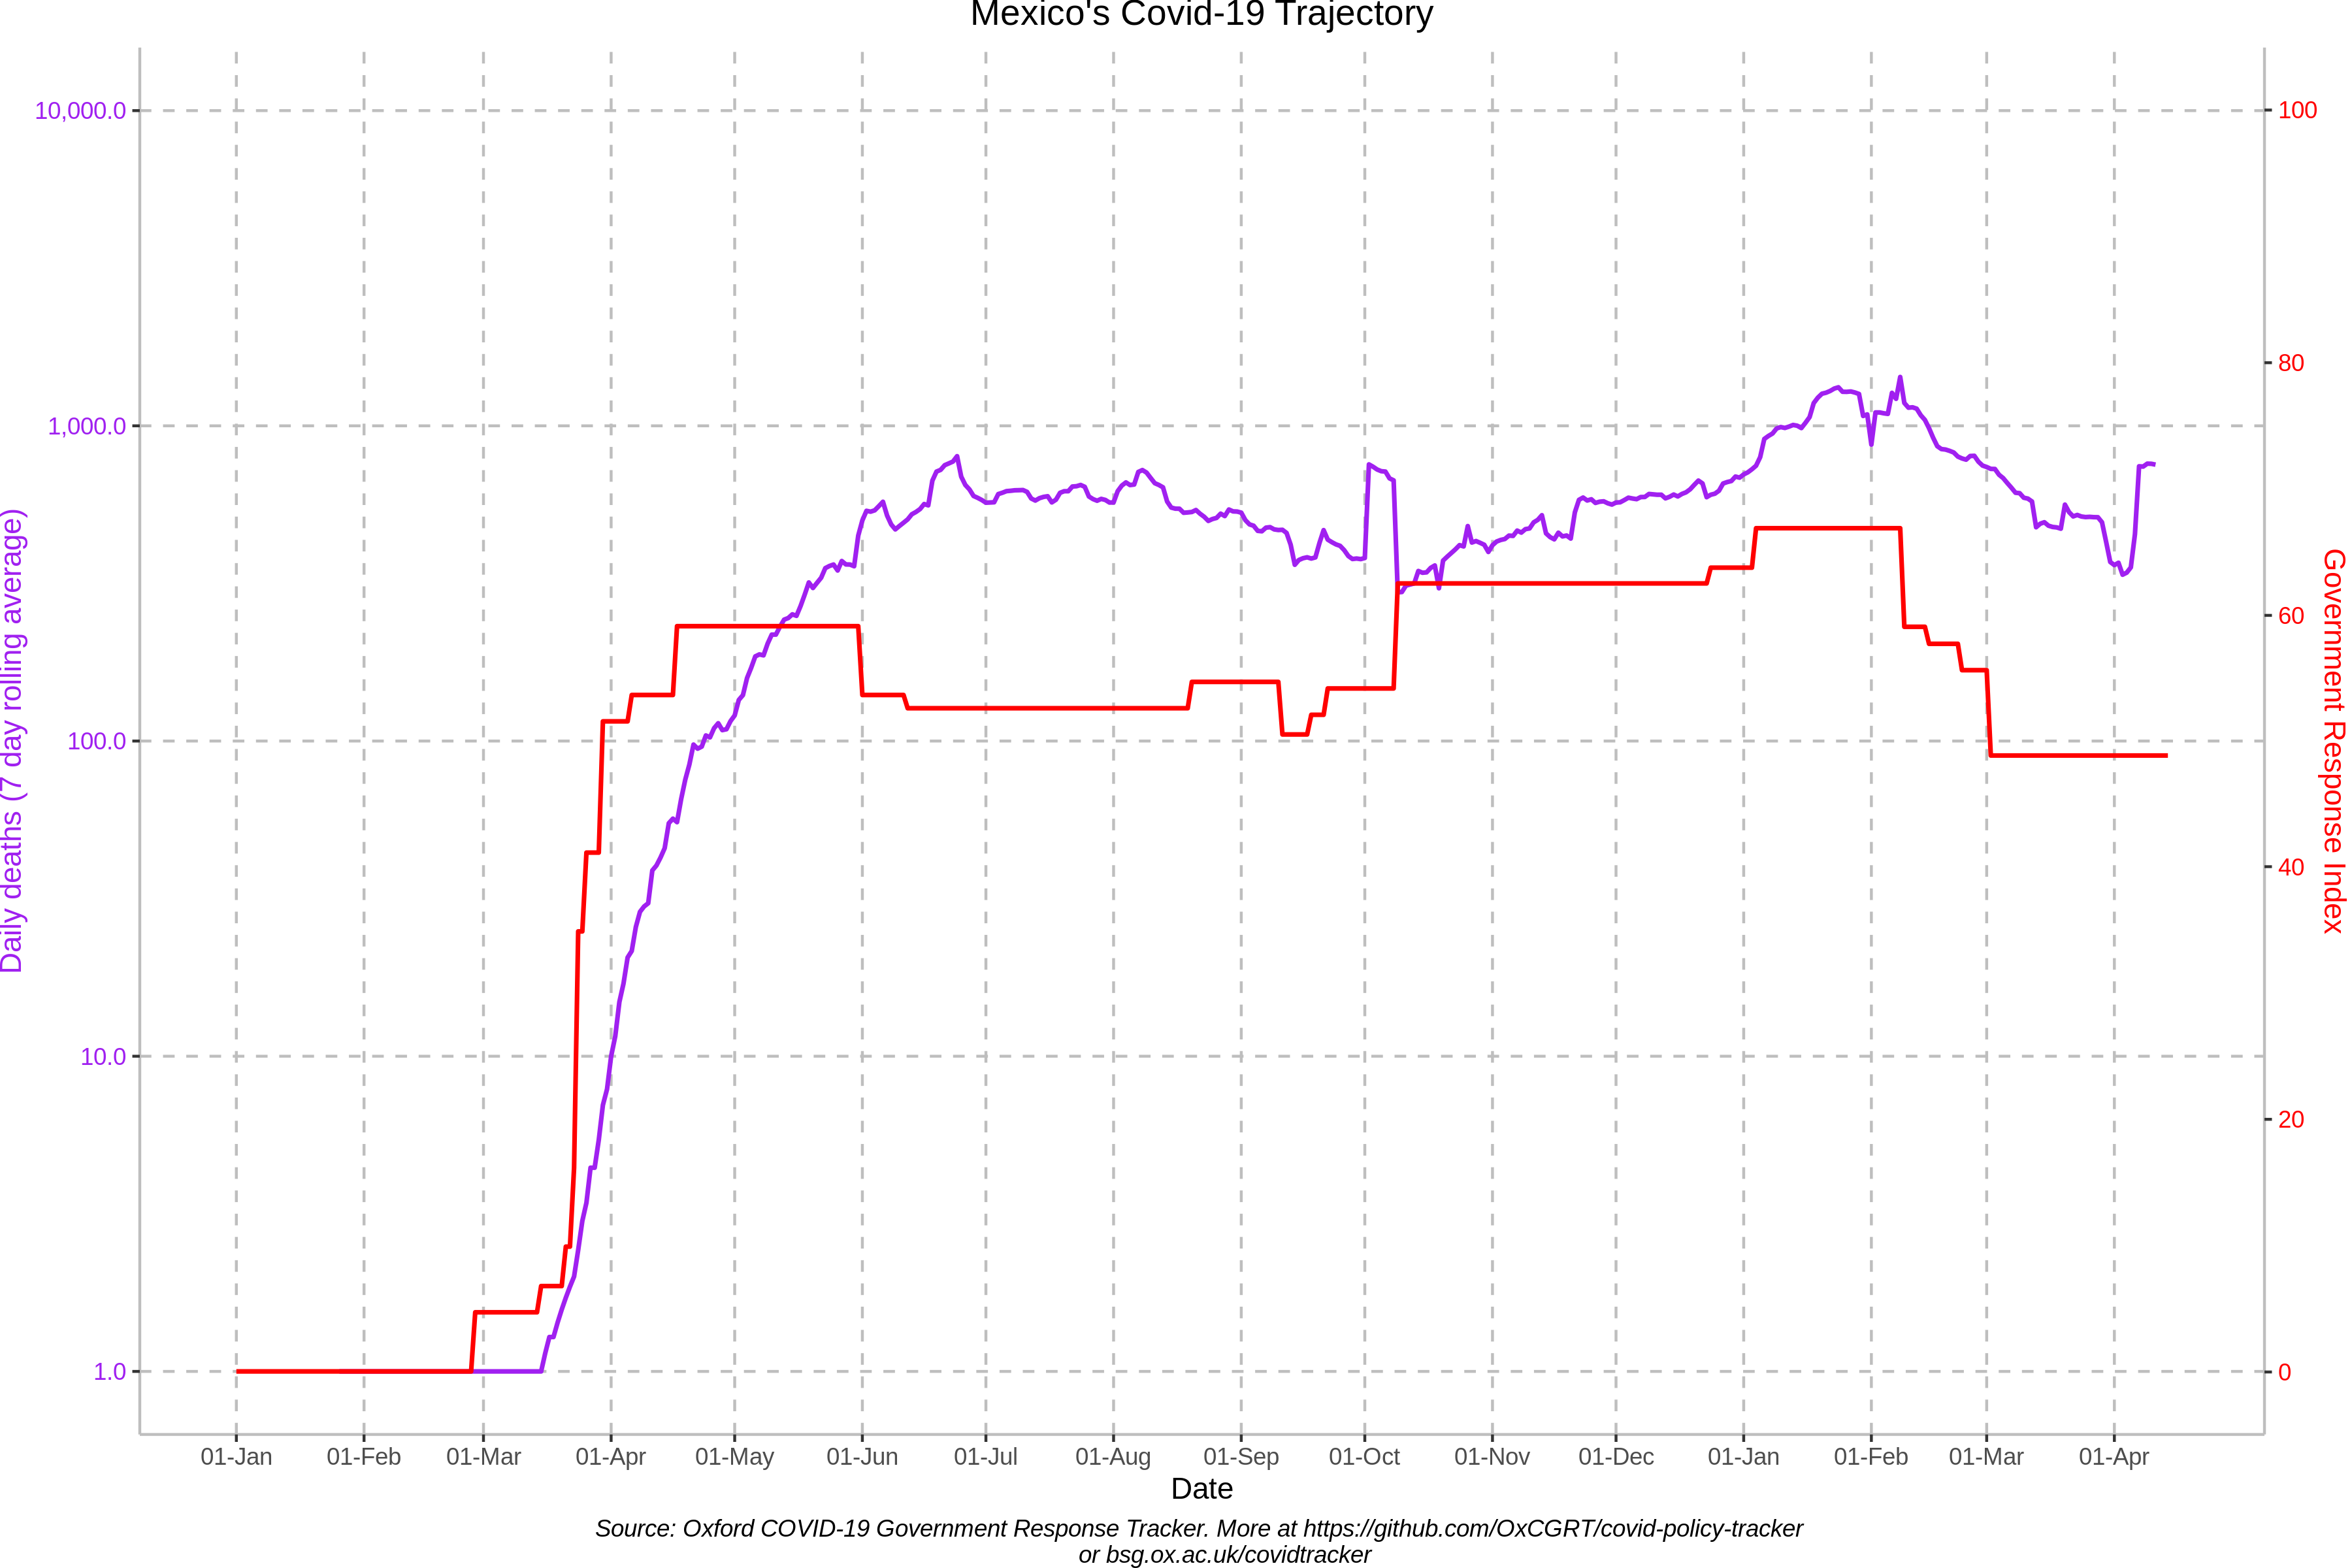 Mexico's Covid-19 Trajectory
10,000.0
1,000.0
100.0
10.0
1.0
Daily deaths (7 day rolling average)
100
80
60
40
20
0
Government Response Index
01-Jan 01-Feb 01-Mar 01-Apr 01-May 01-Jun 01-Jul 01-Aug 01-Sep 01-Oct 01-Nov 01-Dec 01-Jan 01-Feb 01-Mar 01-Apr
Date
Source: Oxford COVID-19 Government Response Tracker. More at https://github.com/OxCGRT/covid-policy-tracker
or bsg.ox.ac.uk/covidtracker